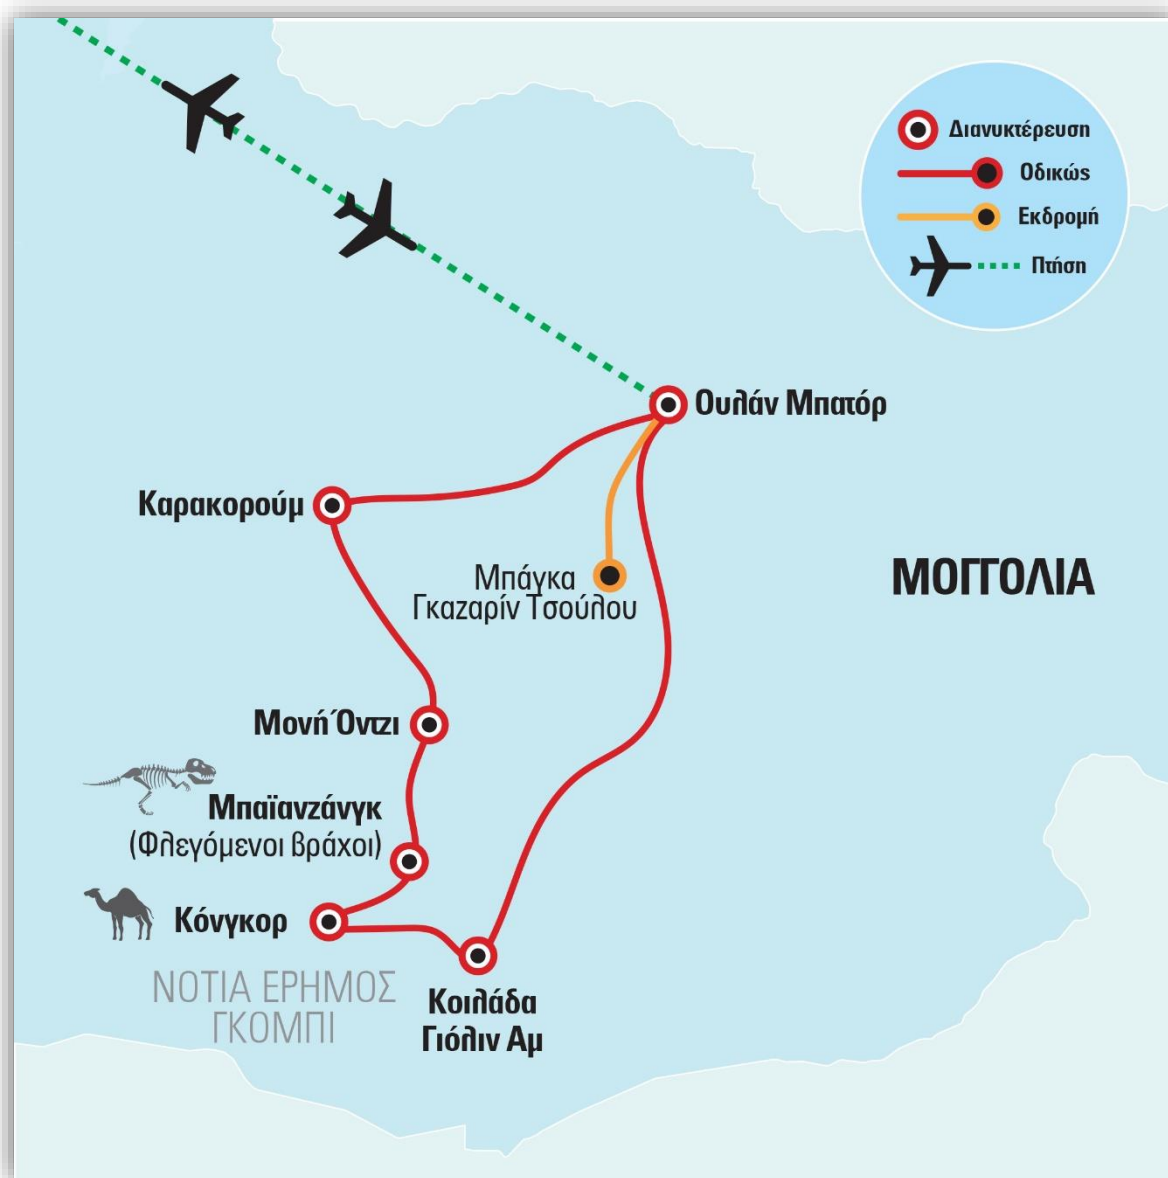 Διανυκτέρευση
Οδικώς
Εκδρομή
Πτήση
Ουλάν Μπατόρ
Καρακορούμ
Μπάγκα
Γκαζαρίν Τσούλου
ΜΟΓΓΟΛΙΑ
Μονή Όντζι
Μπαϊανζάνγκ
(Φλεγόμενοι βράχοι)
Κόνγκορ
ΝΟΤΙΑ ΕΡΗΜΟΣ
ΓΚΟΜΠΙ
Κοιλάδα
Γιόλιν Αμ